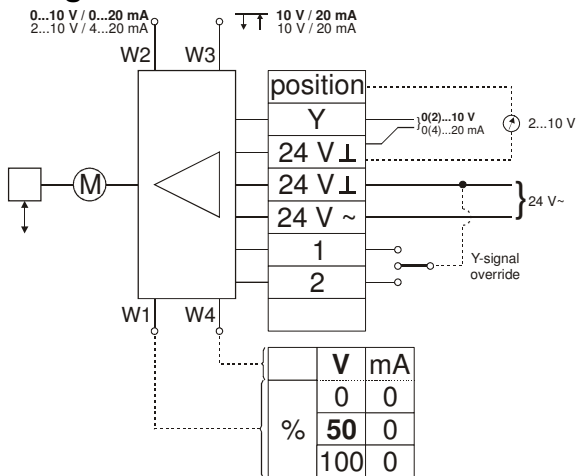 0...10 V / 0...20 mA
2...10 V / 4...20 mA
10 V / 20 mA
10 V / 20 mA
W2
W3
position
Y
0(2)...10 V
0(4)...20 mA
2...10 V
24 V ⊥
24 V ⊥
24 V ~
24 V~
M
1
2
Y-signal
override
W1
W4
V mA
0 0
% 50 0
100 0